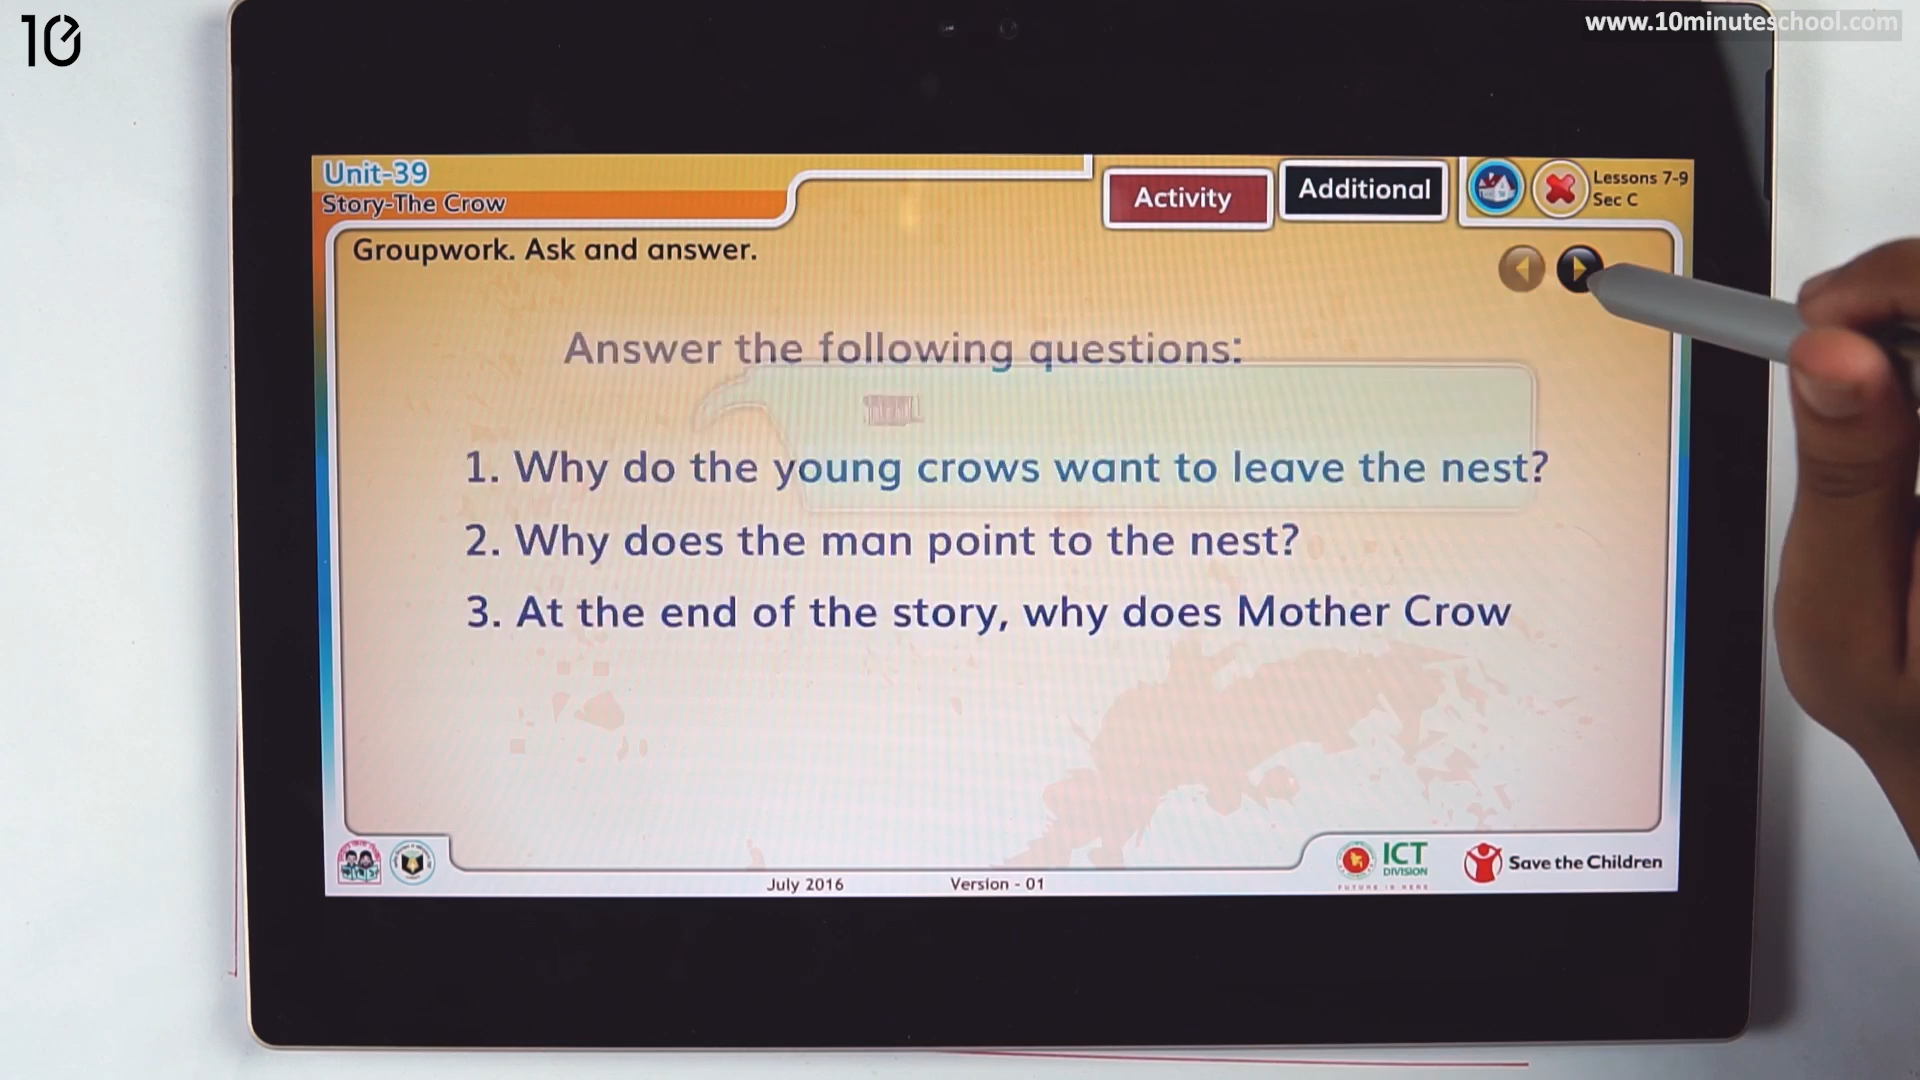 10
www.10minuteschool.com
Unit-39
Story-The Crow
Activity
Additional
Lessons 7-9
Sec C
Groupwork. Ask and answer.
Answer the following questions:
1. Why do the young crows want to leave the nest?
2. Why does the man point to the nest?
3. At the end of the story, why does Mother Crow
July 2016
Version - 01
ICT
DIVISION
FUTURE IS HERE
Save the Children